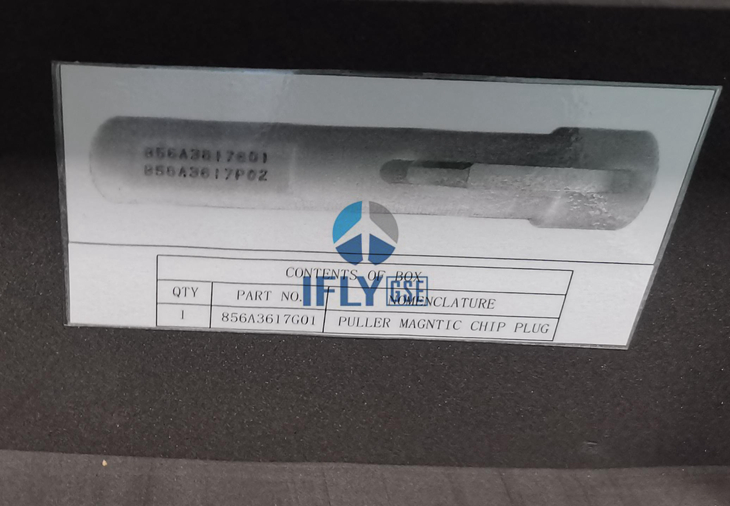 856A3617G01
856A3617P02
CONTENTS OF BOX
IFLY GSE
QTY PART NO. NOMENCLATURE
1 856A3617G01 PULLER MAGNTIC CHIP PLUG